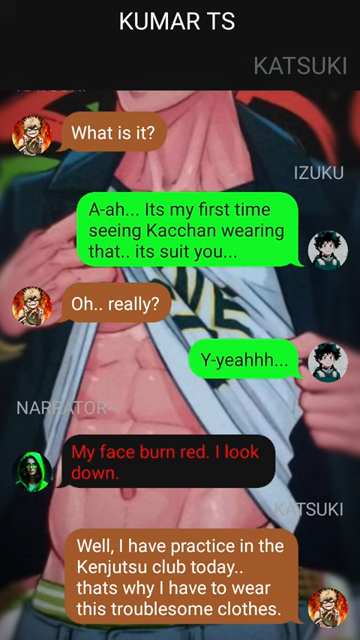 KUMAR TS
KATSUKI
What is it?
IZUKU
A-ah... Its my first time
seeing Kacchan wearing
that.. its suit you...
Oh.. really?
Y-yeahhh...
NARRATOR
My face burn red. I look
down.
KATSUKI
Well, I have practice in the
Kenjutsu club today..
thats why I have to wear
this troublesome clothes.